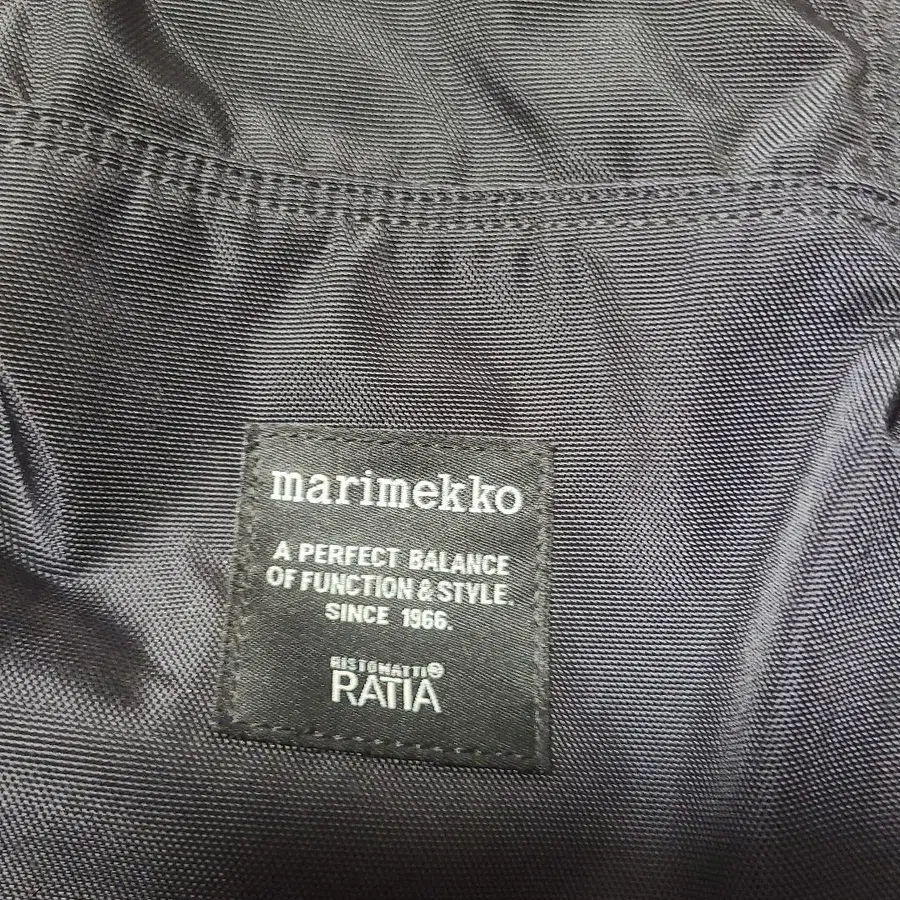 marimekko
A PERFECT BALANCE
OF FUNCTION & STYLE.
SINCE 1966.
RISTOMATTI
RATIA